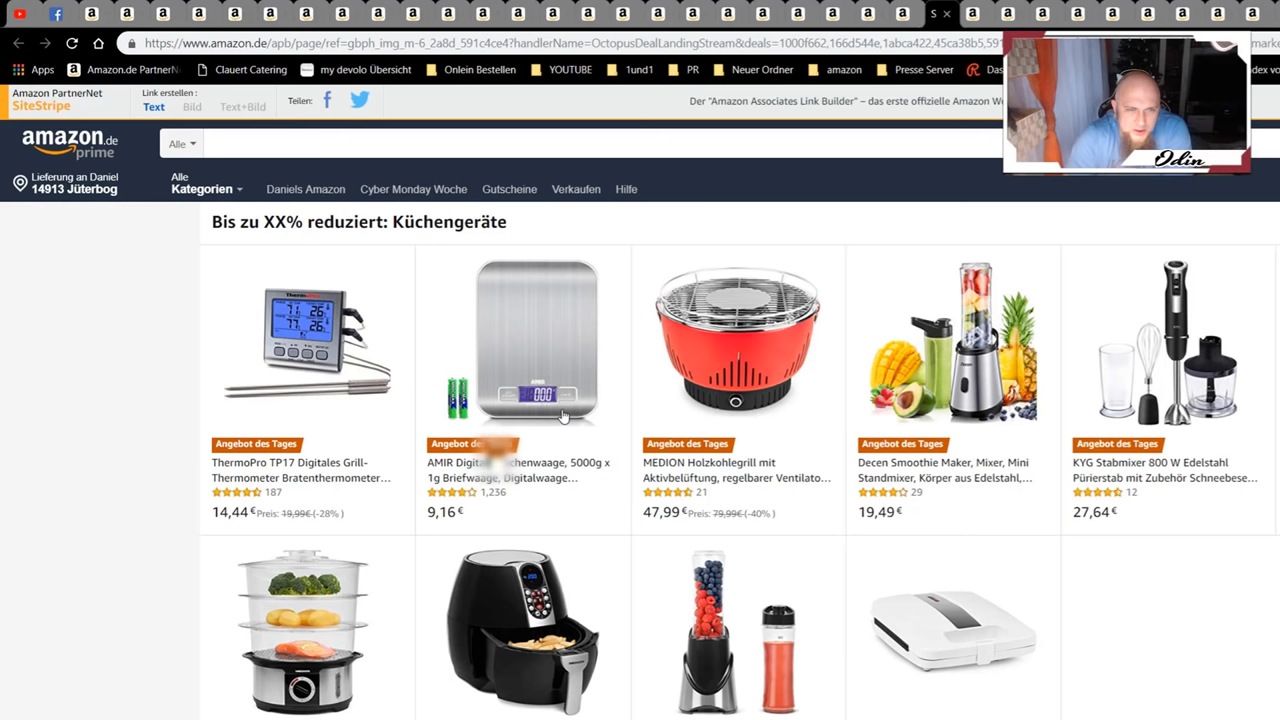 S
https://www.amazon.de/apb/page/ref=gbph_img_m-6_2a8d_591c4ce4?handlerName=OctopusDealLandingStream&deals=1000f662,166d544e,1abca422,45ca38b5,591
Apps
Amazon.de PartnerN
Clauert Catering
my devolo Übersicht
Onlein Bestellen
YOUTUBE
1und1
PR
Neuer Ordner
amazon
Presse Server
Das
Index vo
Amazon PartnerNet
SiteStripe
Link erstellen :
Text
Bild
Text+Bild
Teilen:
Der "Amazon Associates Link Builder" – das erste offizielle Amazon
Odin
amazon.de
prime
Alle
Lieferung an Daniel
14913 Jüterbog
Alle
Kategorien
Daniels Amazon
Cyber Monday Woche
Gutscheine
Verkaufen
Hilfe
Bis zu XX% reduziert: Küchengeräte
Angebot des Tages
ThermoPro TP17 Digitales Grill-
Thermometer Bratenthermometer...
187
14,44 € Preis: 19,99€ (-28% )
Angebot
AMIR 5000g x
1g Briefwaage, Digitalwaage...
1,236
9,16 €
Angebot des Tages
MEDION Holzkohlegrill mit
Aktivbelüftung, regelbarer Ventilato...
21
47,99 € Preis: 79,99€ (-40% )
Angebot des Tages
Decen Smoothie Maker, Mixer, Mini
Standmixer, Körper aus Edelstahl,...
29
19,49 €
Angebot des Tages
KYG Stabmixer 800 W Edelstahl
Pürierstab mit Zubehör Schneebese...
12
27,64 €